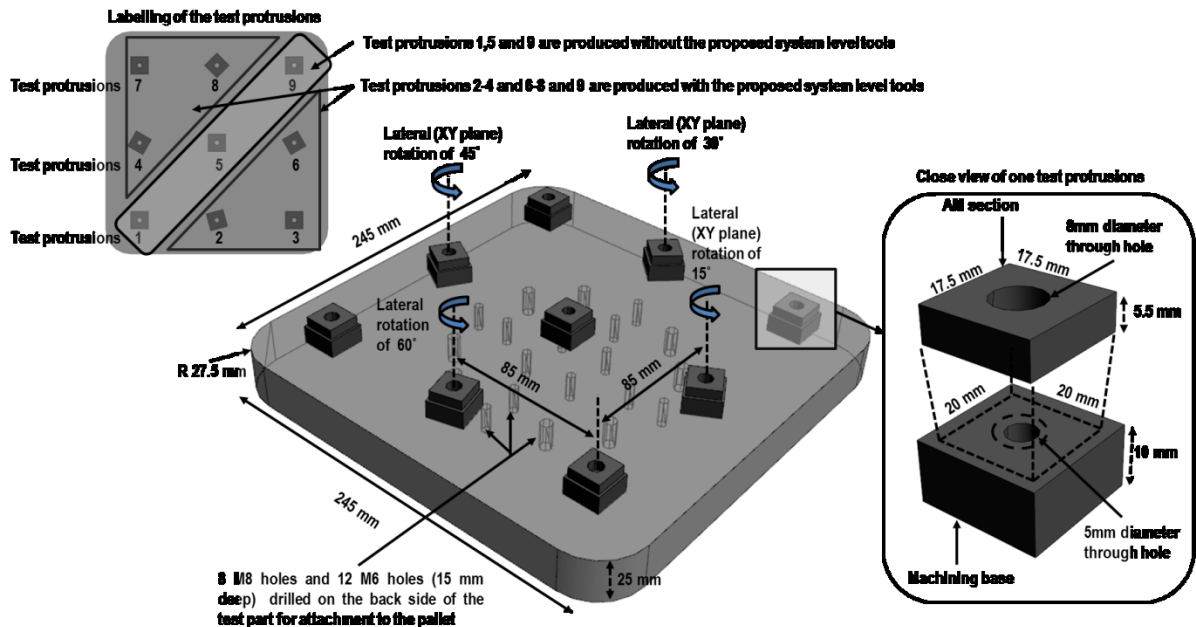 Labelling of the test protrusions
Test protrusions 1,5 and 9 are produced without the proposed system level tools
Test protrusions 2-4 and 6-8 and 9 are produced with the proposed system level tools
7
8
9
Test protrusions
4
5
6
Test protrusions
1
2
3
Test protrusions
Lateral (XY plane)
rotation of 45°
Lateral (XY plane)
rotation of 30°
Lateral
(XY plane)
rotation of
15°
Lateral
rotation
of 60°
245 mm
R 27.5 mm
85 mm
85 mm
245 mm
25 mm
8 M8 holes and 12 M6 holes (15 mm
deep) drilled on the back side of the
test part for attachment to the pallet
Close view of one test protrusions
AM section
8mm diameter
through hole
17.5 mm
17.5 mm
5.5 mm
20 mm
20 mm
10 mm
5mm diameter
through hole
Machining base